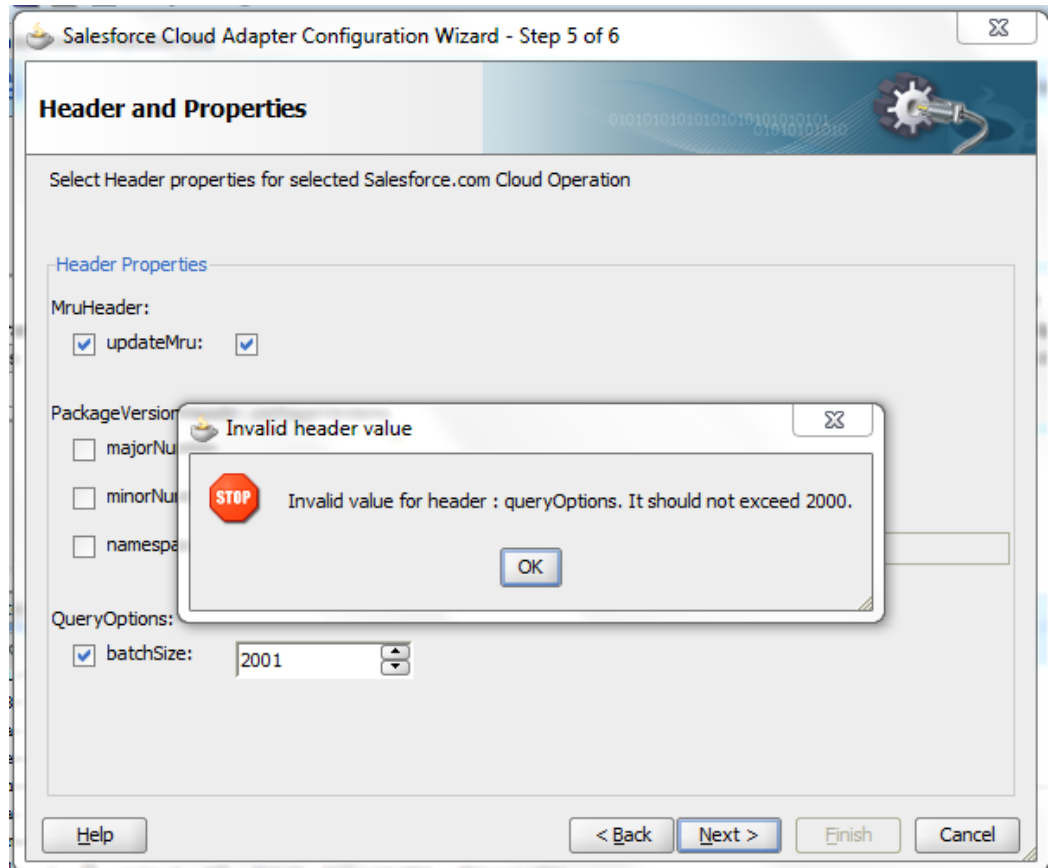 Salesforce Cloud Adapter Configuration Wizard - Step 5 of 6
Header and Properties
Select Header properties for selected Salesforce.com Cloud Operation
Header Properties
MruHeader:
updateMru:
PackageVersion
Invalid header value
majorNu
STOP
Invalid value for header : queryOptions. It should not exceed 2000.
minorNu
namespa
OK
QueryOptions:
batchSize:
2001
Help
< Back
Next >
Finish
Cancel